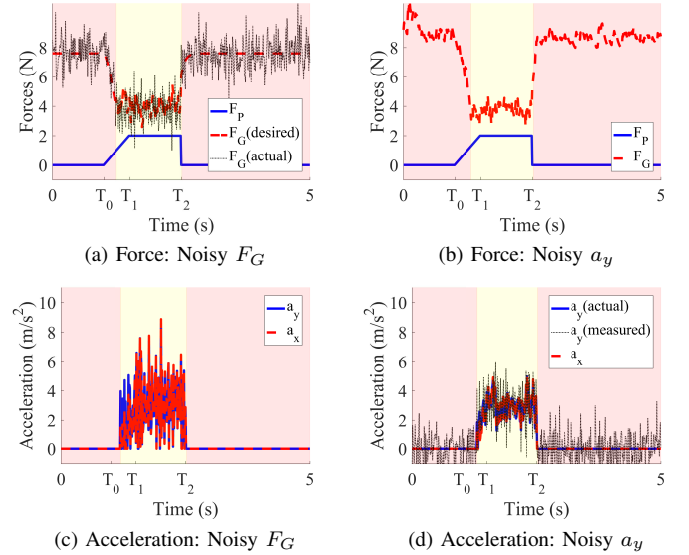 8
6
4
2
0
Forces (N)
F_P
F_G(desired)
F_G(actual)
0 T_0 T_1 T_2 5
Time (s)
(a) Force: Noisy F_G
8
6
4
2
0
Forces (N)
F_P
F_G
0 T_0 T_1 T_2 5
Time (s)
(b) Force: Noisy a_y
10
8
6
4
2
0
Acceleration (m/s²)
a_y
a_x
0 T_0 T_1 T_2 5
Time (s)
(c) Acceleration: Noisy F_G
10
8
6
4
2
0
Acceleration (m/s²)
a_y(actual)
a_y(measured)
a_x
0 T_0 T_1 T_2 5
Time (s)
(d) Acceleration: Noisy a_y